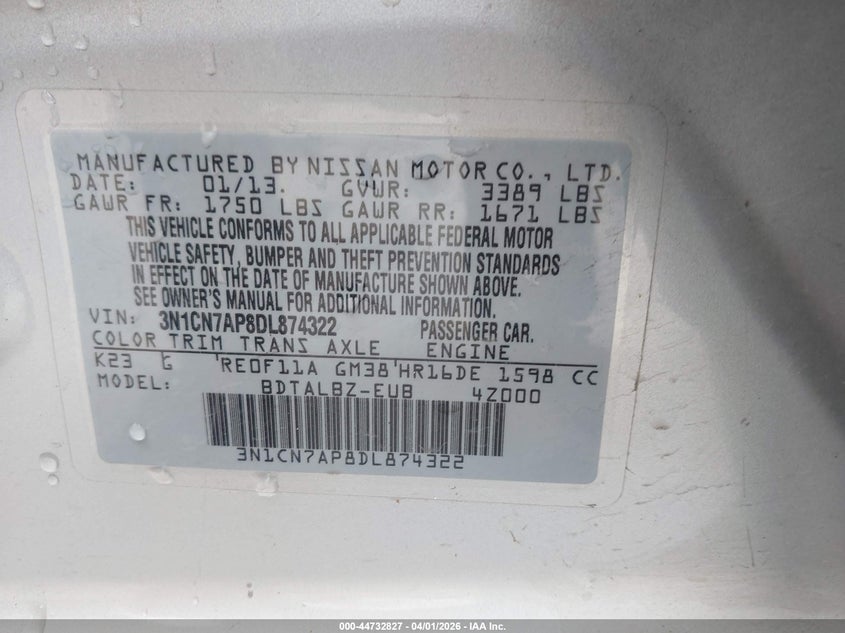 MANUFACTURED BY NISSAN MOTOR CO., LTD.
DATE: 01/13. GVWR: 3389 LBS
GAWR FR: 1750 LBS GAWR RR: 1671 LBS
THIS VEHICLE CONFORMS TO ALL APPLICABLE FEDERAL MOTOR
VEHICLE SAFETY, BUMPER AND THEFT PREVENTION STANDARDS
IN EFFECT ON THE DATE OF MANUFACTURE SHOWN ABOVE.
SEE OWNER'S MANUAL FOR ADDITIONAL INFORMATION.
VIN: 3N1CN7AP8DL874322 PASSENGER CAR.
COLOR TRIM TRANS AXLE ENGINE
K23 G 'RE0F11A GM38'HR16DE 1598 CC
MODEL: BDTALBZ-EUB 4Z000
3N1CN7AP8DL874322
000-44732827 | 04/01/2026 | IAA Inc.